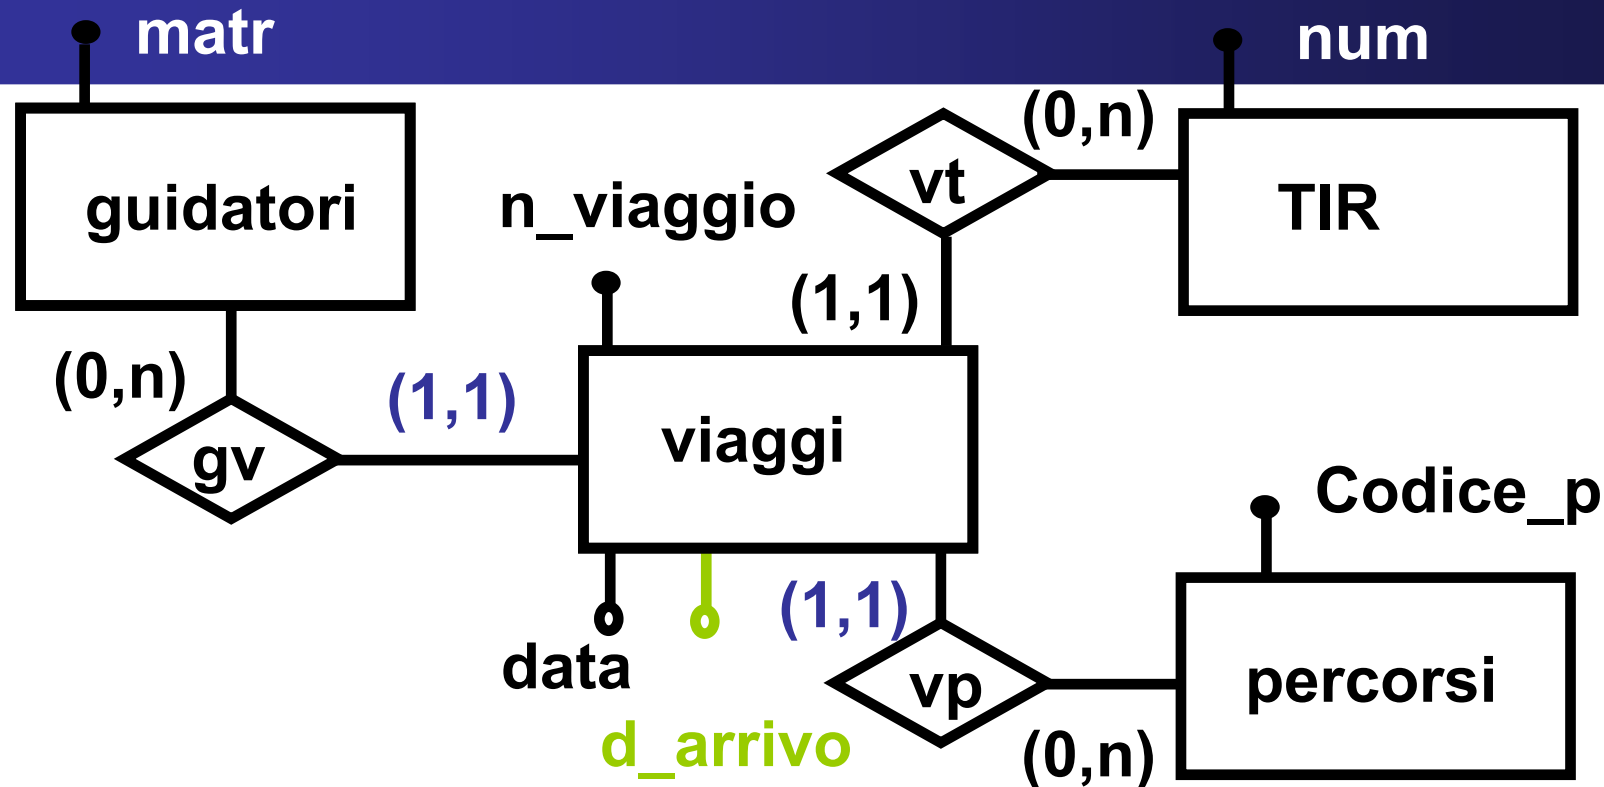 matr
num
(0,n)
guidatori
vt
TIR
n_viaggio
(1,1)
(0,n)
(1,1)
viaggi
gv
Codice_p
(1,1)
data
vp
percorsi
d_arrivo
(0,n)